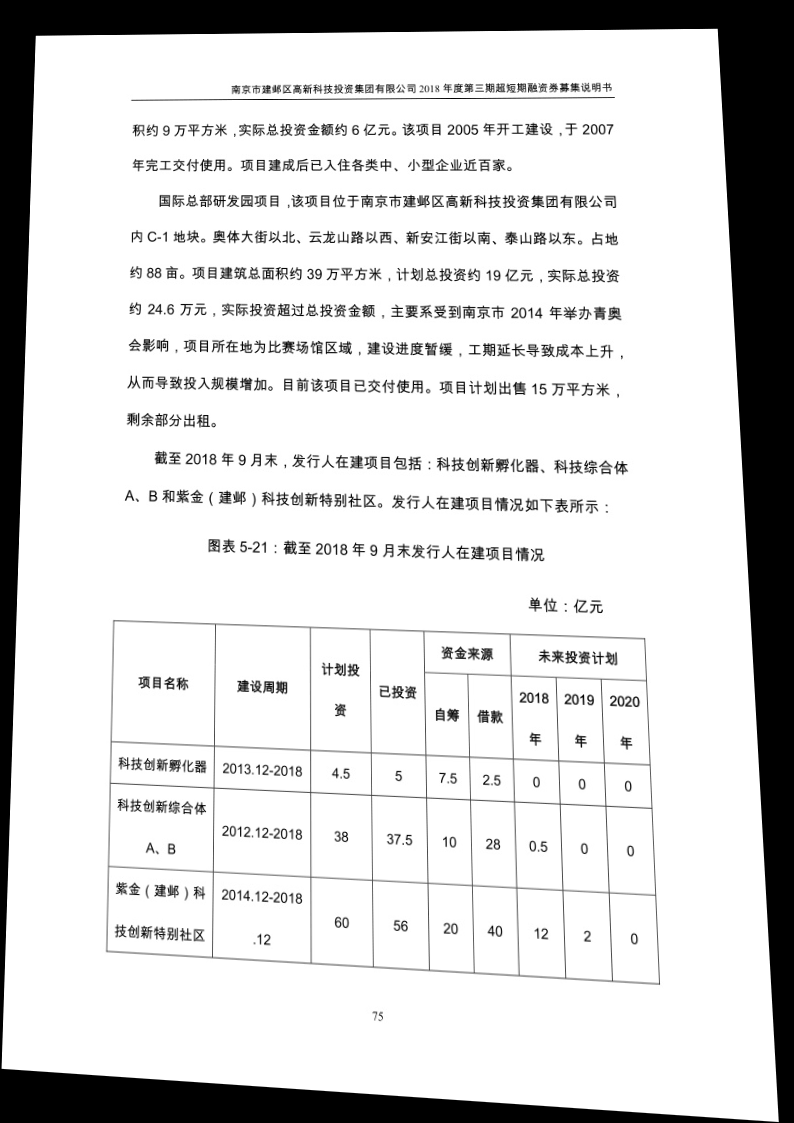 南京市建邺区高新科技投资集团有限公司 2018 年度第三期超短期融资券募集说明书
积约 9 万平方米，实际总投资金额约 6 亿元。该项目 2005 年开工建设，于 2007
年完工交付使用。项目建成后已入住各类中、小型企业近百家。
国际总部研发园项目，该项目位于南京市建邺区高新科技投资集团有限公司
内 C-1 地块。奥体大街以北、云龙山路以西、新安江街以南、泰山路以东。占地
约 88 亩。项目建筑总面积约 39 万平方米，计划总投资约 19 亿元，实际总投资
约 24.6 万元，实际投资超过总投资金额，主要系受到南京市 2014 年举办青奥
会影响，项目所在地为比赛场馆区域，建设进度暂缓，工期延长导致成本上升，
从而导致投入规模增加。目前该项目已交付使用。项目计划出售 15 万平方米，
剩余部分出租。
截至 2018 年 9 月末，发行人在建项目包括：科技创新孵化器、科技综合体
A、B 和紫金（建邺）科技创新特别社区。发行人在建项目情况如下表所示：
图表 5-21：截至 2018 年 9 月末发行人在建项目情况
单位：亿元
项目名称 建设周期 计划投资 已投资 资金来源 未来投资计划
自筹 借款 2018年 2019年 2020年
科技创新孵化器 2013.12-2018 4.5 5 7.5 2.5 0 0 0
科技创新综合体A、B 2012.12-2018 38 37.5 10 28 0.5 0 0
紫金（建邺）科技创新特别社区 2014.12-2018.12 60 56 20 40 12 2 0
75